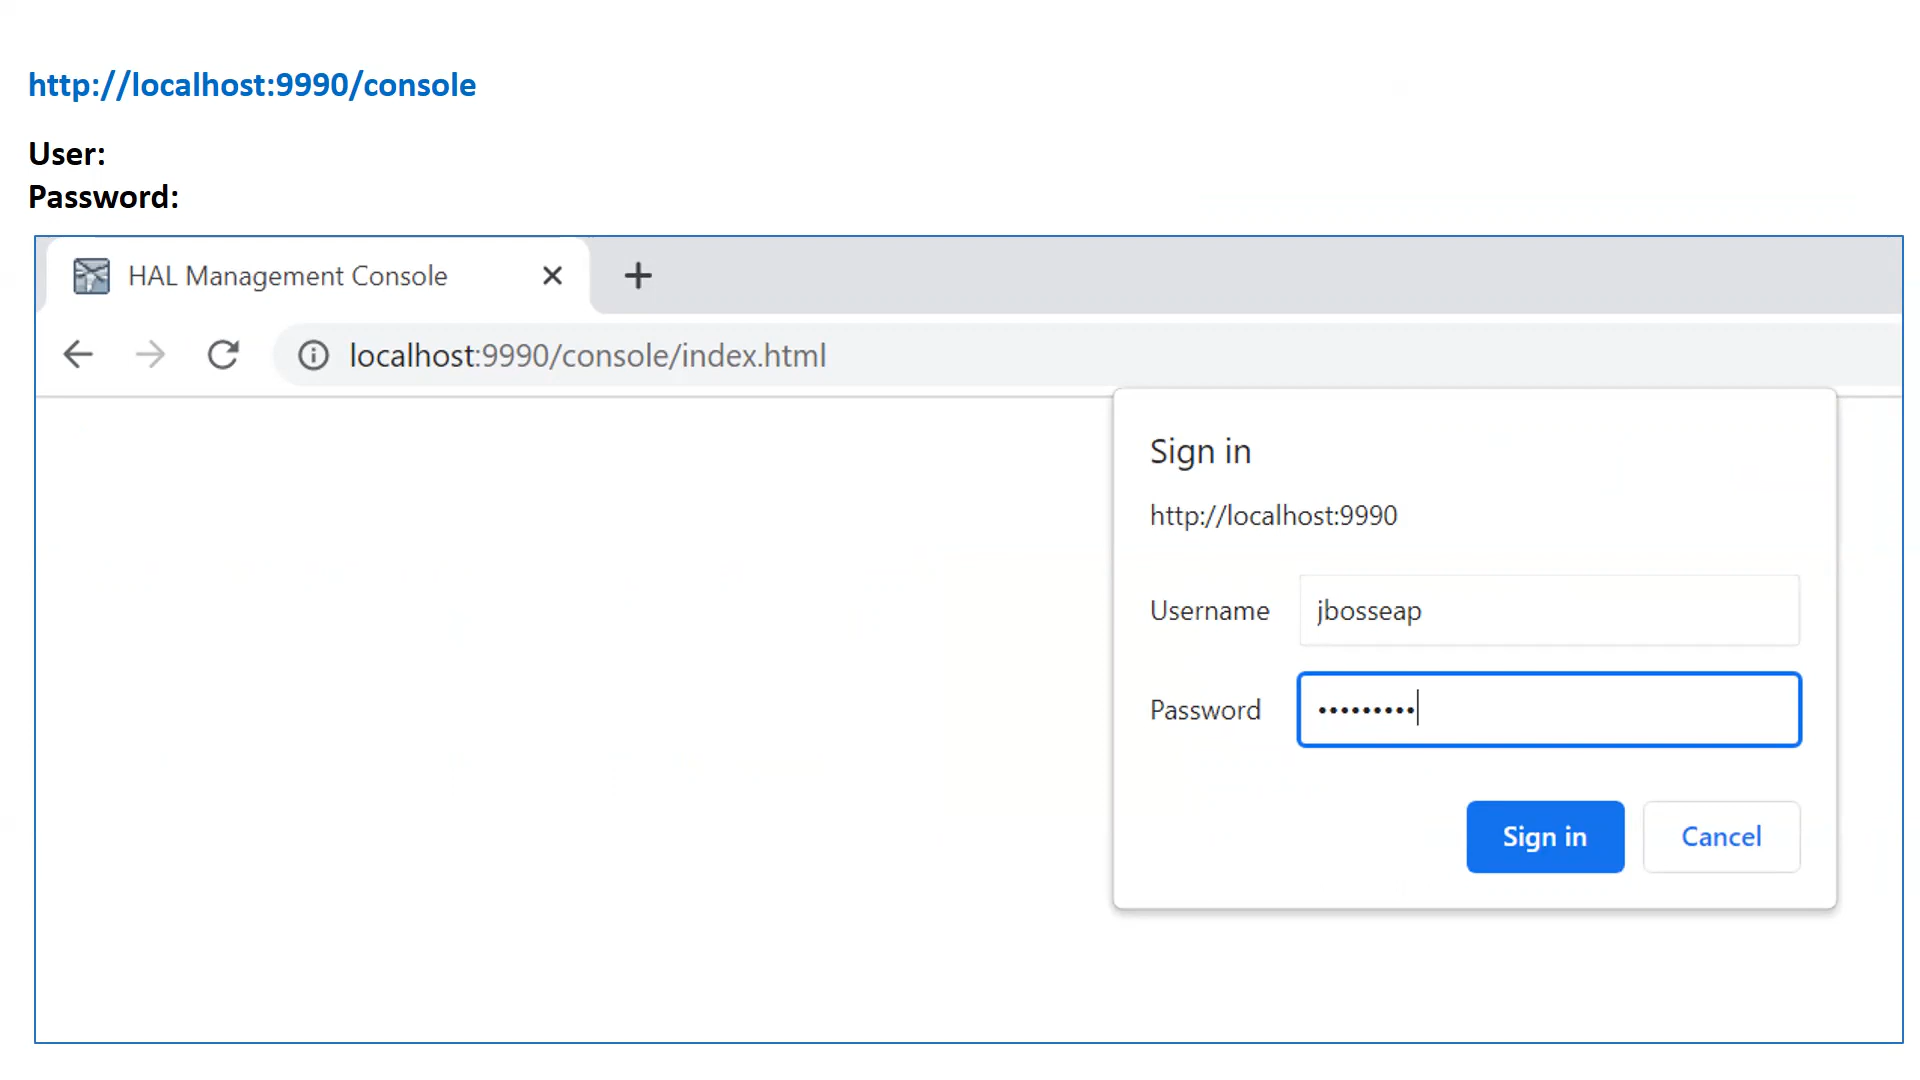 http://localhost:9990/console
User:
Password:
HAL Management Console
localhost:9990/console/index.html
Sign in
http://localhost:9990
Username jbosseap
Password •••••••••
Sign in Cancel